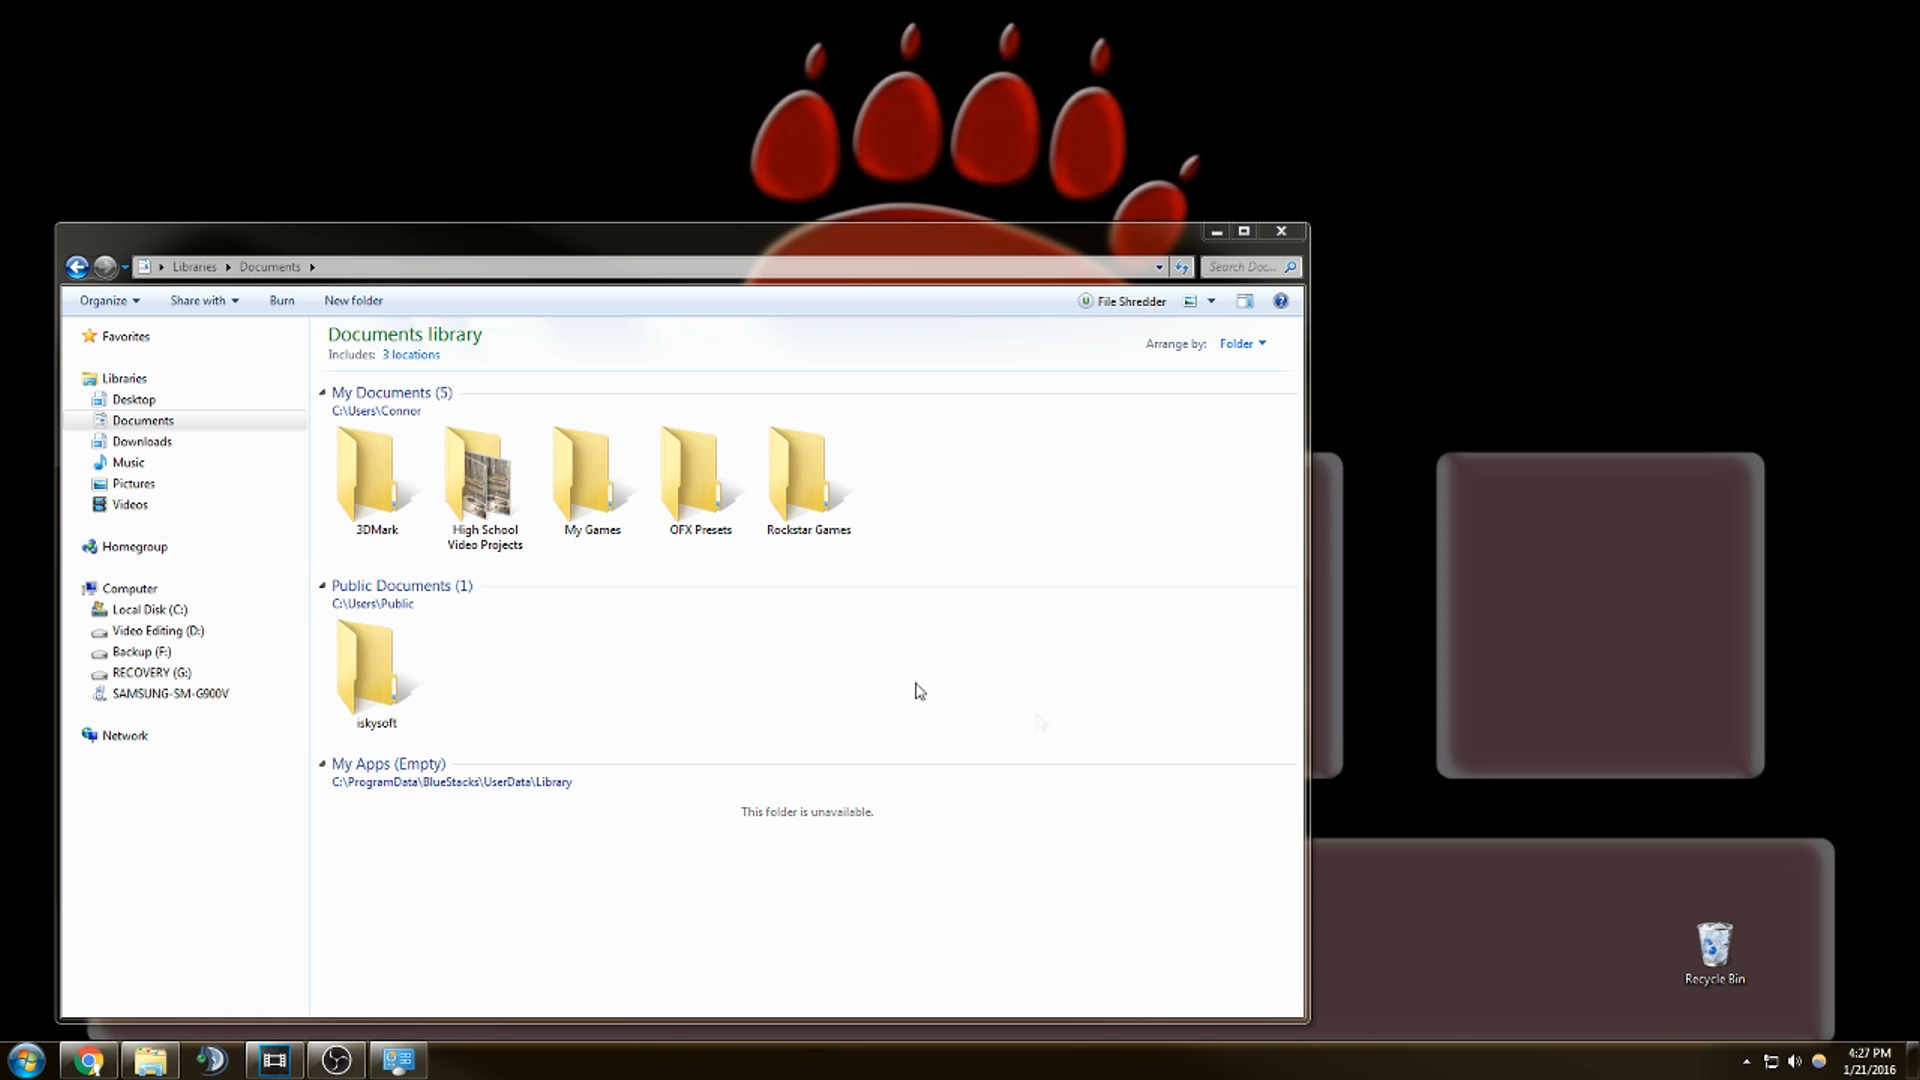 Libraries
Documents
Search Doc...
Organize
Share with
Burn
New folder
File Shredder
Favorites
Libraries
Desktop
Documents
Downloads
Music
Pictures
Videos
Homegroup
Computer
Local Disk (C:)
Video Editing (D:)
Backup (F:)
RECOVERY (G:)
SAMSUNG-SM-G900V
Network
Documents library
Includes: 3 locations
Arrange by: Folder
My Documents (5)
C:\Users\Connor
3DMark
High School
Video Projects
My Games
OFX Presets
Rockstar Games
Public Documents (1)
C:\Users\Public
iskysoft
My Apps (Empty)
C:\ProgramData\BlueStacks\UserData\Library
This folder is unavailable.
Recycle Bin
4:27 PM
1/21/2016